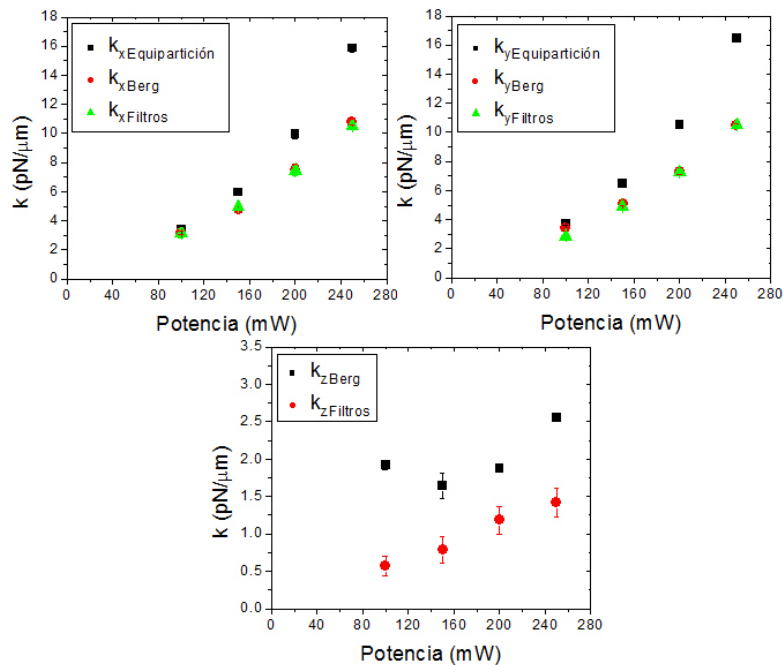 18
16
14
12
10
8
6
4
2
0
k (pN/μm)
kxEquipartición
kxBerg
kxFiltros
0 40 80 120 160 200 240 280
Potencia (mW)
18
16
14
12
10
8
6
4
2
0
k (pN/μm)
kyEquipartición
kyBerg
kyFiltros
0 40 80 120 160 200 240 280
Potencia (mW)
3.5
3.0
2.5
2.0
1.5
1.0
0.5
0.0
k (pN/μm)
kzBerg
kzFiltros
0 40 80 120 160 200 240 280
Potencia (mW)